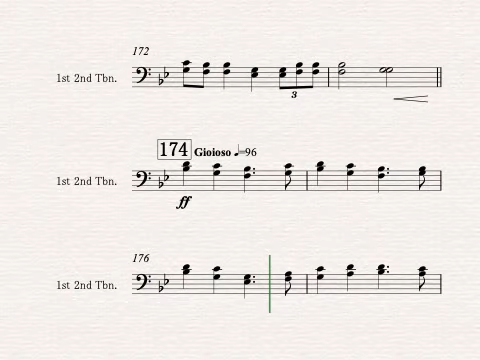 172
1st 2nd Tbn.
3
174 Gioioso ♩=96
1st 2nd Tbn.
ff
176
1st 2nd Tbn.